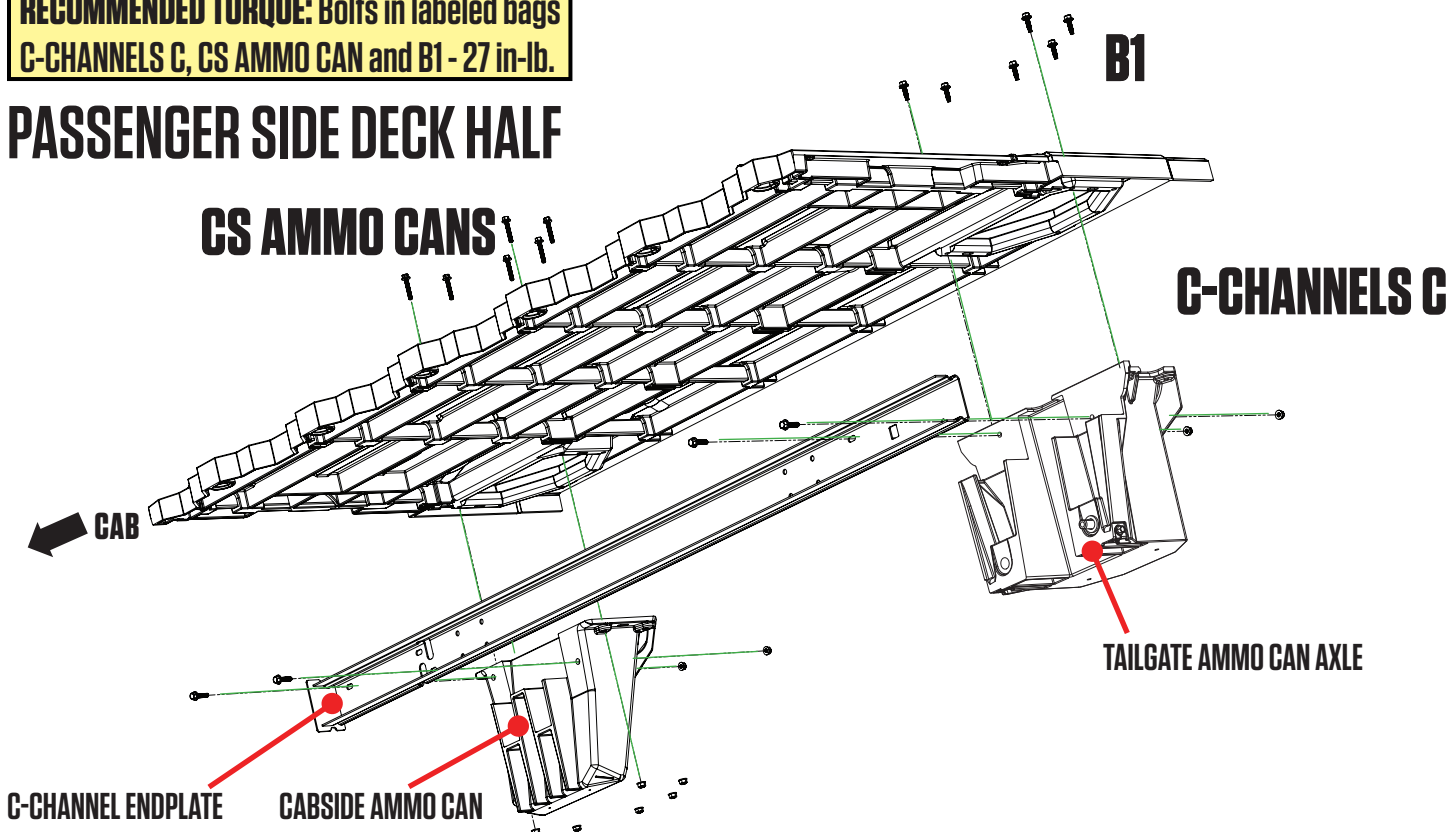 RECOMMENDED TORQUE: Bolts in labeled bags
C-CHANNELS C, CS AMMO CAN and B1 - 27 in-lb.
B1
PASSENGER SIDE DECK HALF
CS AMMO CANS
C-CHANNELS C
CAB
TAILGATE AMMO CAN AXLE
C-CHANNEL ENDPLATE
CABSIDE AMMO CAN